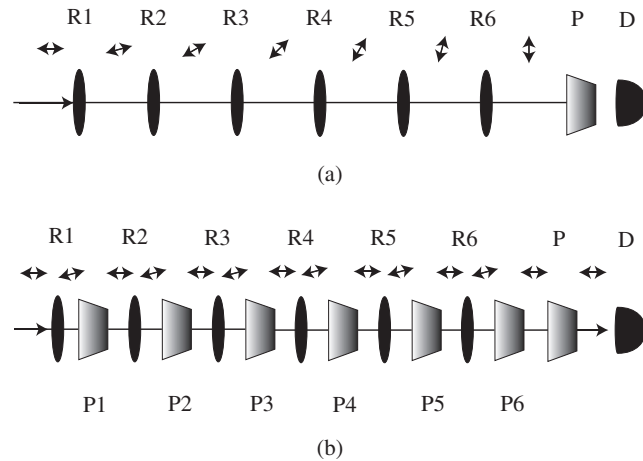 R1 R2 R3 R4 R5 R6 P D
(a)
R1 R2 R3 R4 R5 R6 P D
P1 P2 P3 P4 P5 P6
(b)